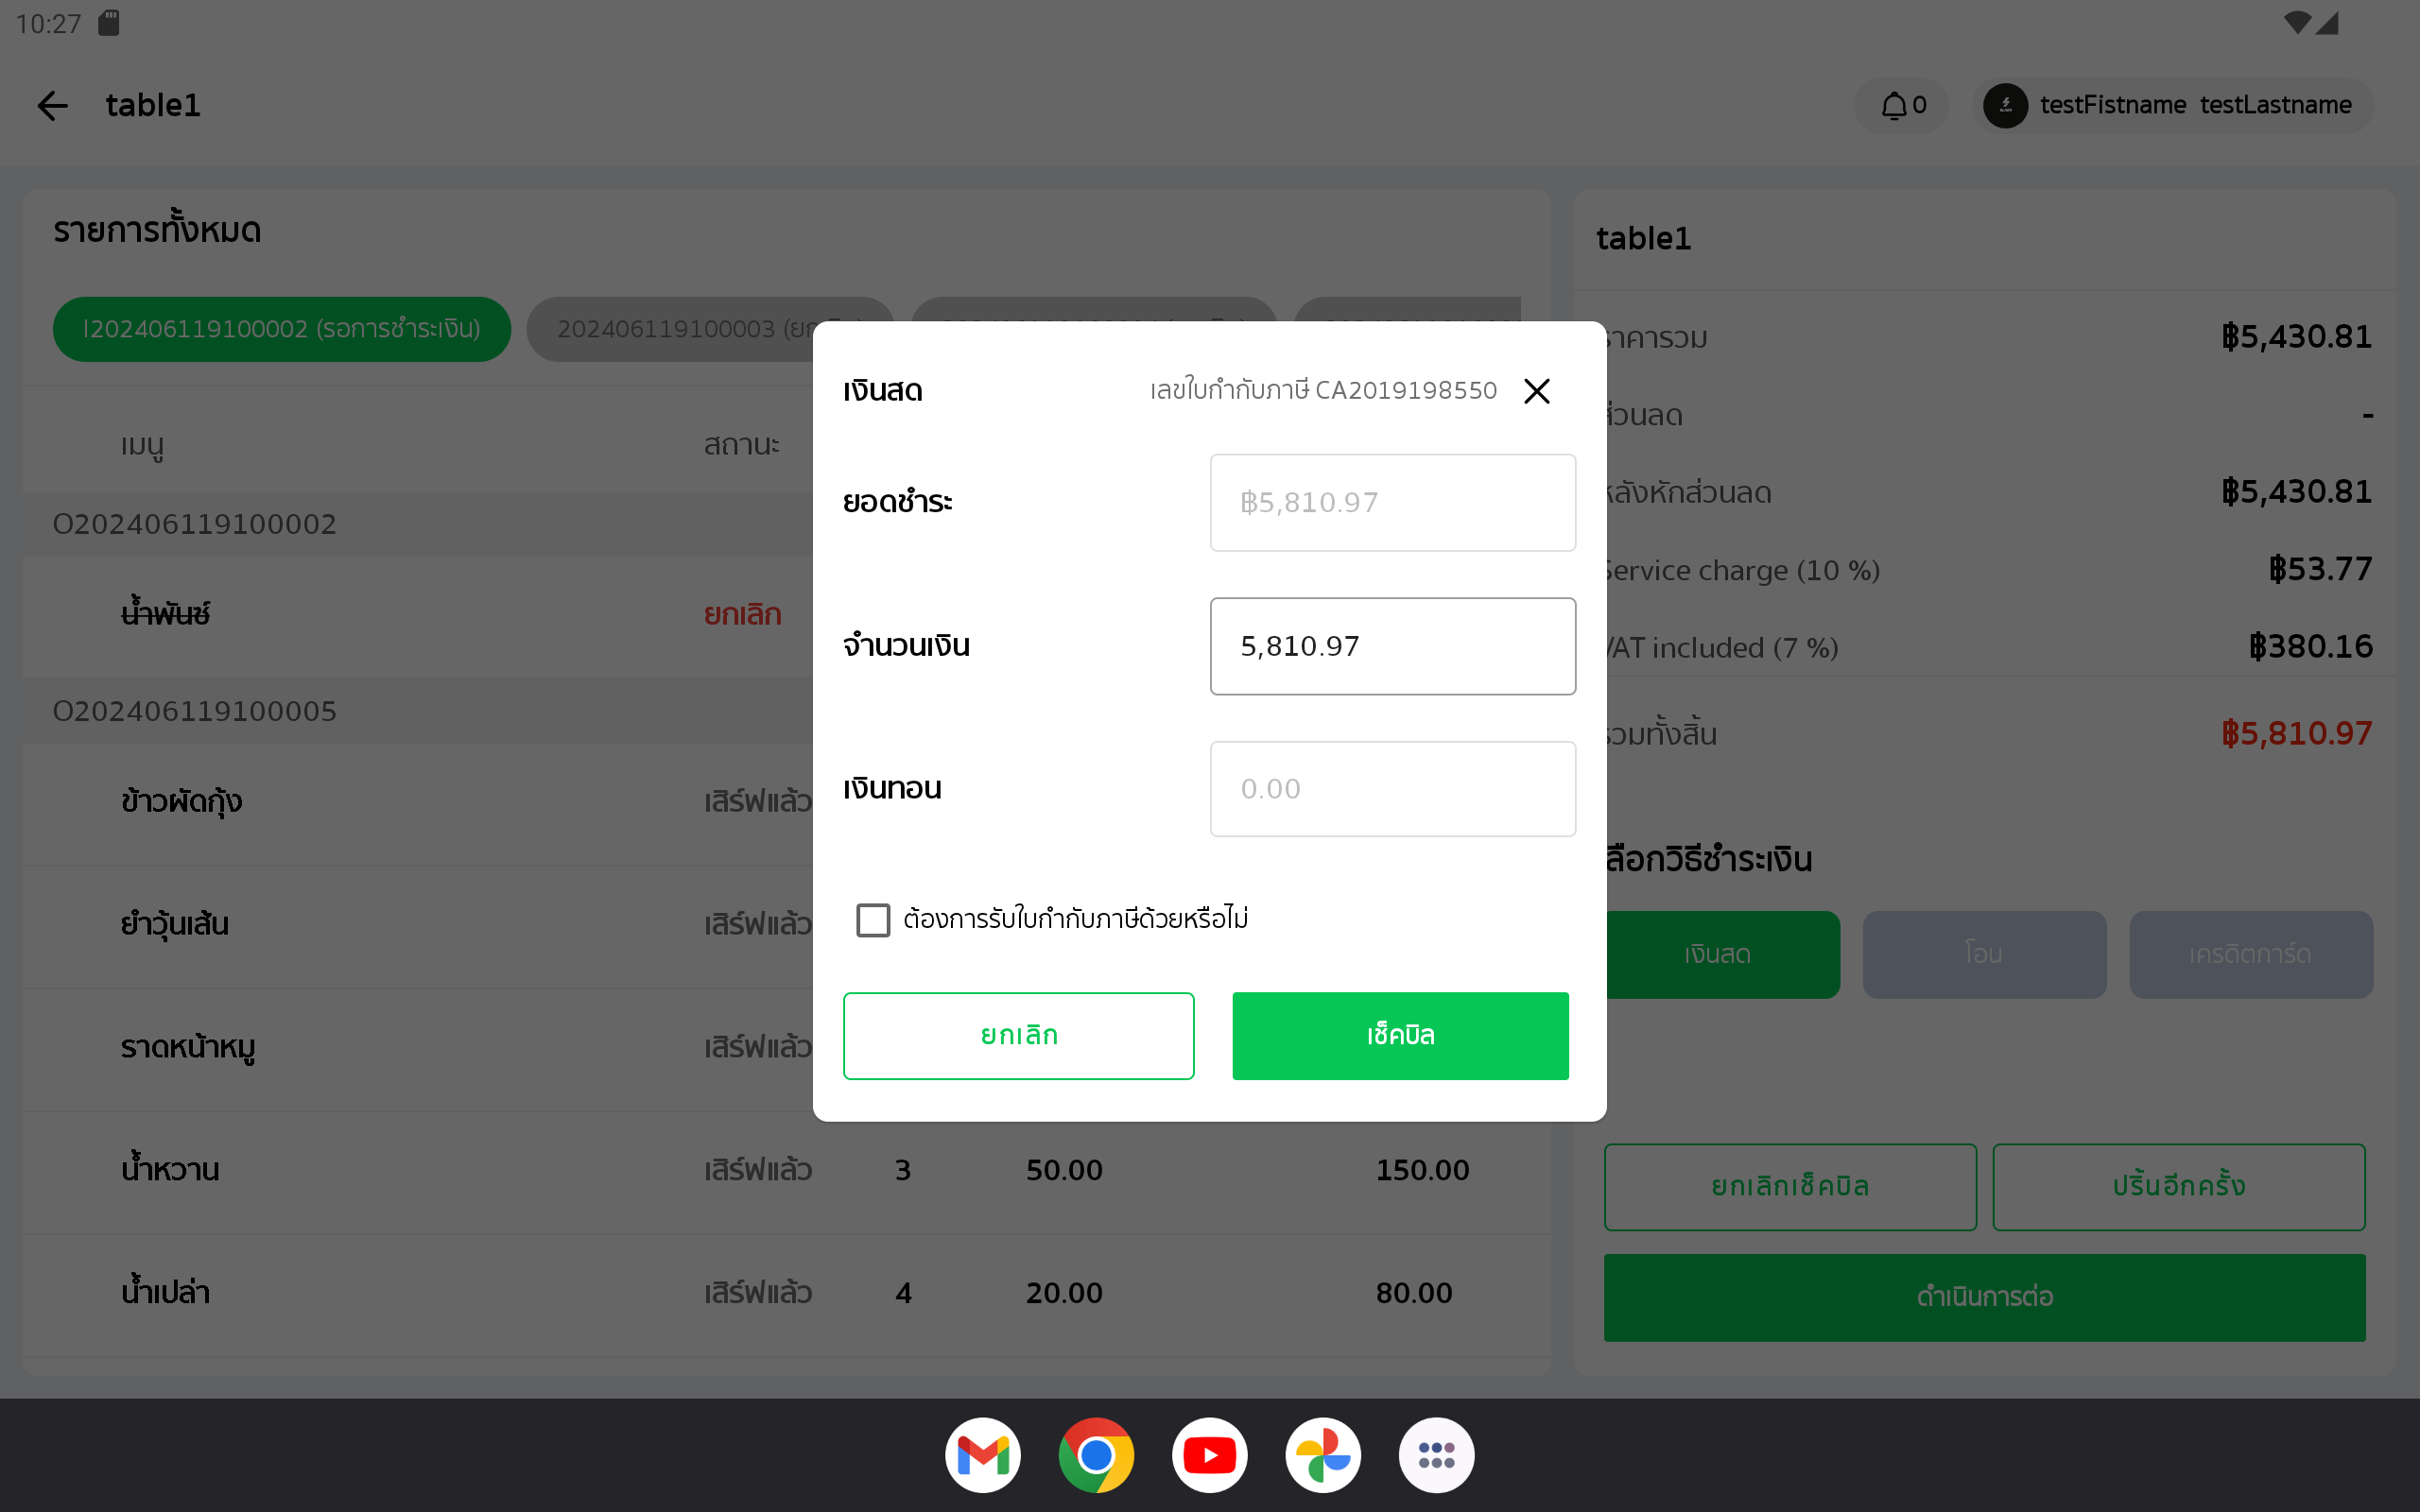 10:27
table1
0
testFistname testLastname
รายการทั้งหมด
I202406119100002 (รอการชำระเงิน)
202406119100003 (ยก
เมนู
สถานะ
O202406119100002
น้ำพันซ์
ยกเลิก
O202406119100005
ข้าวผัดกุ้ง
เสิร์ฟแล้ว
ยำวุ้นเส้น
เสิร์ฟแล้ว
ราดหน้าหมู
เสิร์ฟแล้ว
น้ำหวาน
เสิร์ฟแล้ว
3
50.00
150.00
น้ำเปล่า
เสิร์ฟแล้ว
4
20.00
80.00
เงินสด
เลขใบกำกับภาษี CA2019198550
ยอดชำระ
฿5,810.97
จำนวนเงิน
5,810.97
เงินทอน
0.00
ต้องการรับใบกำกับภาษีด้วยหรือไม่
ยกเลิก
เช็คบิล
table1
ราคารวม
฿5,430.81
ส่วนลด
-
หลังหักส่วนลด
฿5,430.81
Service charge (10 %)
฿53.77
VAT included (7 %)
฿380.16
รวมทั้งสิ้น
฿5,810.97
ลือกวิธีชำระเงิน
เงินสด
โอน
เครดิตการ์ด
ยกเลิกเช็คบิล
ปริ้นอีกครั้ง
ดำเนินการต่อ